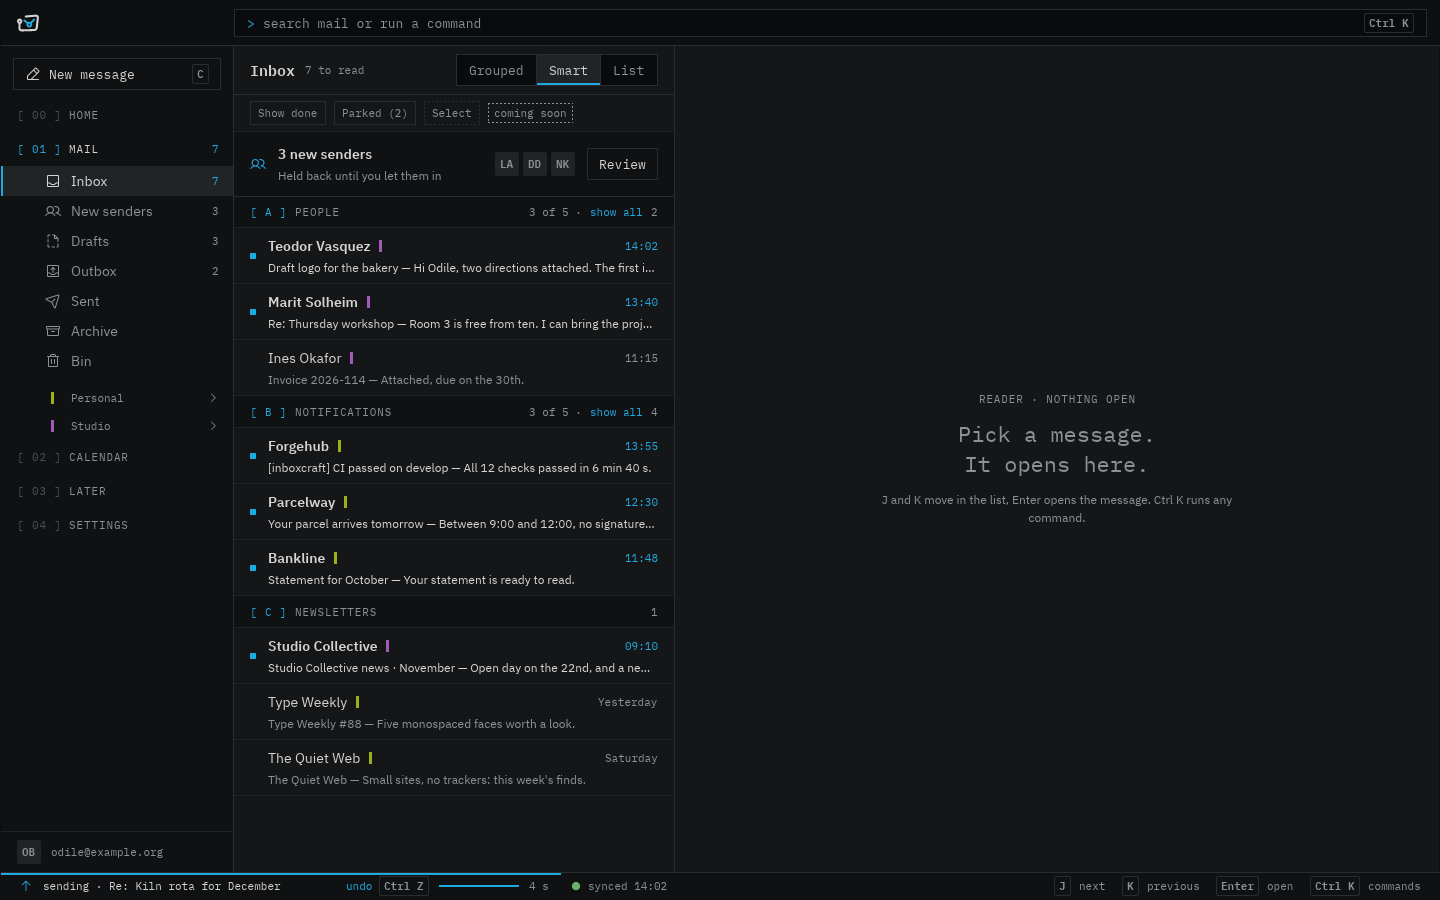 > search mail or run a command Ctrl K
New message C
[ 00 ] HOME
[ 01 ] MAIL 7
Inbox 7
New senders 3
Drafts 3
Outbox 2
Sent
Archive
Bin
Personal
Studio
[ 02 ] CALENDAR
[ 03 ] LATER
[ 04 ] SETTINGS
OB odile@example.org
Inbox 7 to read Grouped Smart List
Show done Parked (2) Select coming soon
3 new senders
Held back until you let them in
LA DD NK Review
[ A ] PEOPLE 3 of 5 · show all 2
Teodor Vasquez 14:02
Draft logo for the bakery — Hi Odile, two directions attached. The first i…
Marit Solheim 13:40
Re: Thursday workshop — Room 3 is free from ten. I can bring the proj…
Ines Okafor 11:15
Invoice 2026-114 — Attached, due on the 30th.
[ B ] NOTIFICATIONS 3 of 5 · show all 4
Forgehub 13:55
[inboxcraft] CI passed on develop — All 12 checks passed in 6 min 40 s.
Parcelway 12:30
Your parcel arrives tomorrow — Between 9:00 and 12:00, no signature…
Bankline 11:48
Statement for October — Your statement is ready to read.
[ C ] NEWSLETTERS 1
Studio Collective 09:10
Studio Collective news · November — Open day on the 22nd, and a ne…
Type Weekly Yesterday
Type Weekly #88 — Five monospaced faces worth a look.
The Quiet Web Saturday
The Quiet Web — Small sites, no trackers: this week's finds.
READER · NOTHING OPEN
Pick a message.
It opens here.
J and K move in the list, Enter opens the message. Ctrl K runs any
command.
sending · Re: Kiln rota for December undo Ctrl Z 4 s synced 14:02 J next K previous Enter open Ctrl K commands